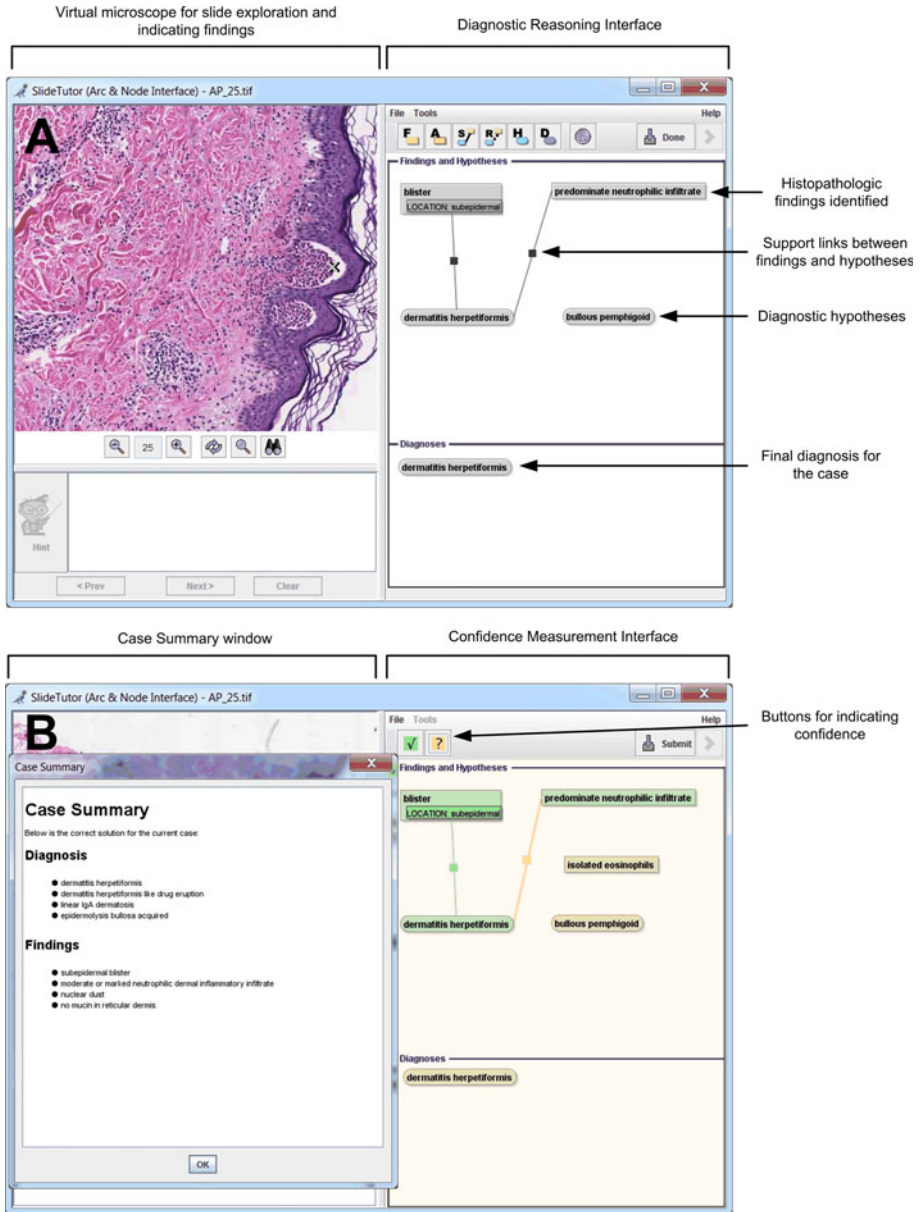 Virtual microscope for slide exploration and
indicating findings
Diagnostic Reasoning Interface
SlideTutor (Arc & Node Interface) - AP_25.tif
A
File Tools Help
F A S R H D Done
Findings and Hypotheses
blister
LOCATION: subepidermal
predominate neutrophilic infiltrate
Histopathologic
findings identified
Support links between
findings and hypotheses
dermatitis herpetiformis
bullous pemphigoid
Diagnostic hypotheses
25
Diagnoses
dermatitis herpetiformis
Final diagnosis for
the case
Hint
< Prev Next > Clear
Case Summary window
Confidence Measurement Interface
SlideTutor (Arc & Node Interface) - AP_25.tif
B
File Tools Help
√ ? Submit
Buttons for indicating
confidence
Case Summary
Case Summary
Below is the correct solution for the current case:
Diagnosis
● dermatitis herpetiformis
● dermatitis herpetiformis like drug eruption
● linear IgA dermatosis
● epidermolysis bullosa acquired
Findings
● subepidermal blister
● moderate or marked neutrophilic dermal inflammatory infiltrate
● nuclear dust
● no mucin in reticular dermis
OK
Findings and Hypotheses
blister
LOCATION: subepidermal
predominate neutrophilic infiltrate
isolated eosinophils
dermatitis herpetiformis
bullous pemphigoid
Diagnoses
dermatitis herpetiformis